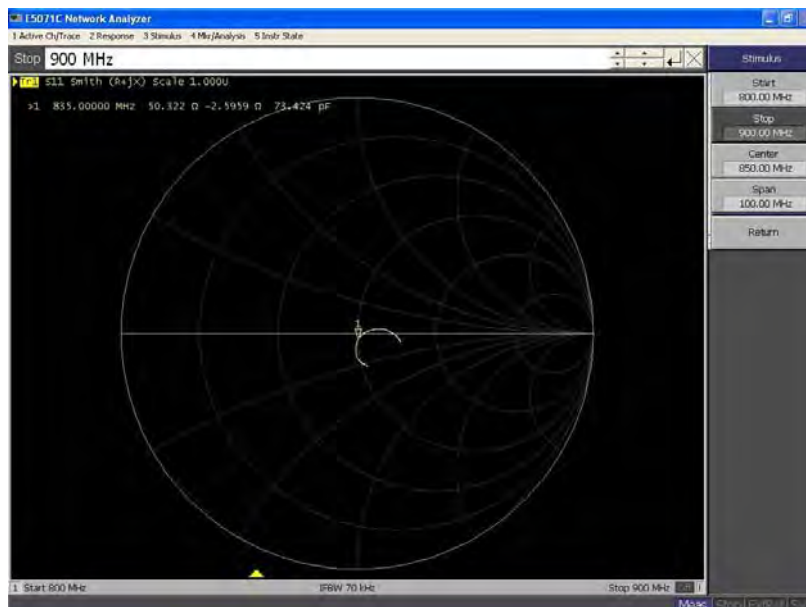 E5071C Network Analyzer
1 Active Ch/Trace 2 Response 3 Stimulus 4 Mkr/Analysis 5 Instr State
Stop 900 MHz
Tr1 S11 Smith (R+jX) Scale 1.000U
>1 835.00000 MHz 50.322 Ω -2.5959 Ω 73.424 pF
1
Stimulus
Start
800.00 MHz
Stop
900.00 MHz
Center
850.00 MHz
Span
100.00 MHz
Return
1 Start 800 MHz IFBW 70 kHz Stop 900 MHz
Meas Stop